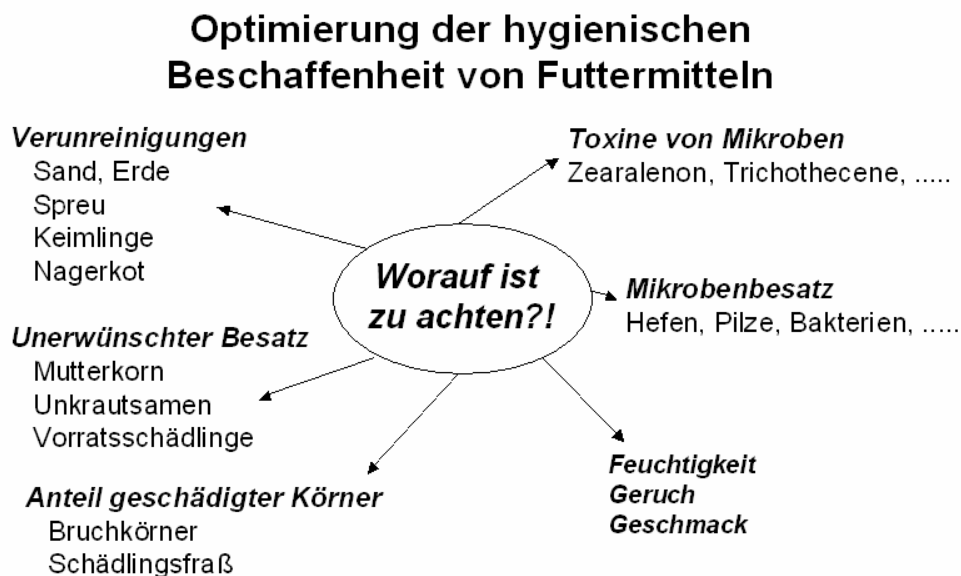 Optimierung der hygienischen
Beschaffenheit von Futtermitteln
Verunreinigungen
Sand, Erde
Spreu
Keimlinge
Nagerkot
Toxine von Mikroben
Zearalenon, Trichothecene, .....
Worauf ist
zu achten?!
Mikrobenbesatz
Hefen, Pilze, Bakterien, .....
Unerwünschter Besatz
Mutterkorn
Unkrautsamen
Vorratsschädlinge
Anteil geschädigter Körner
Bruchkörner
Schädlingsfraß
Feuchtigkeit
Geruch
Geschmack